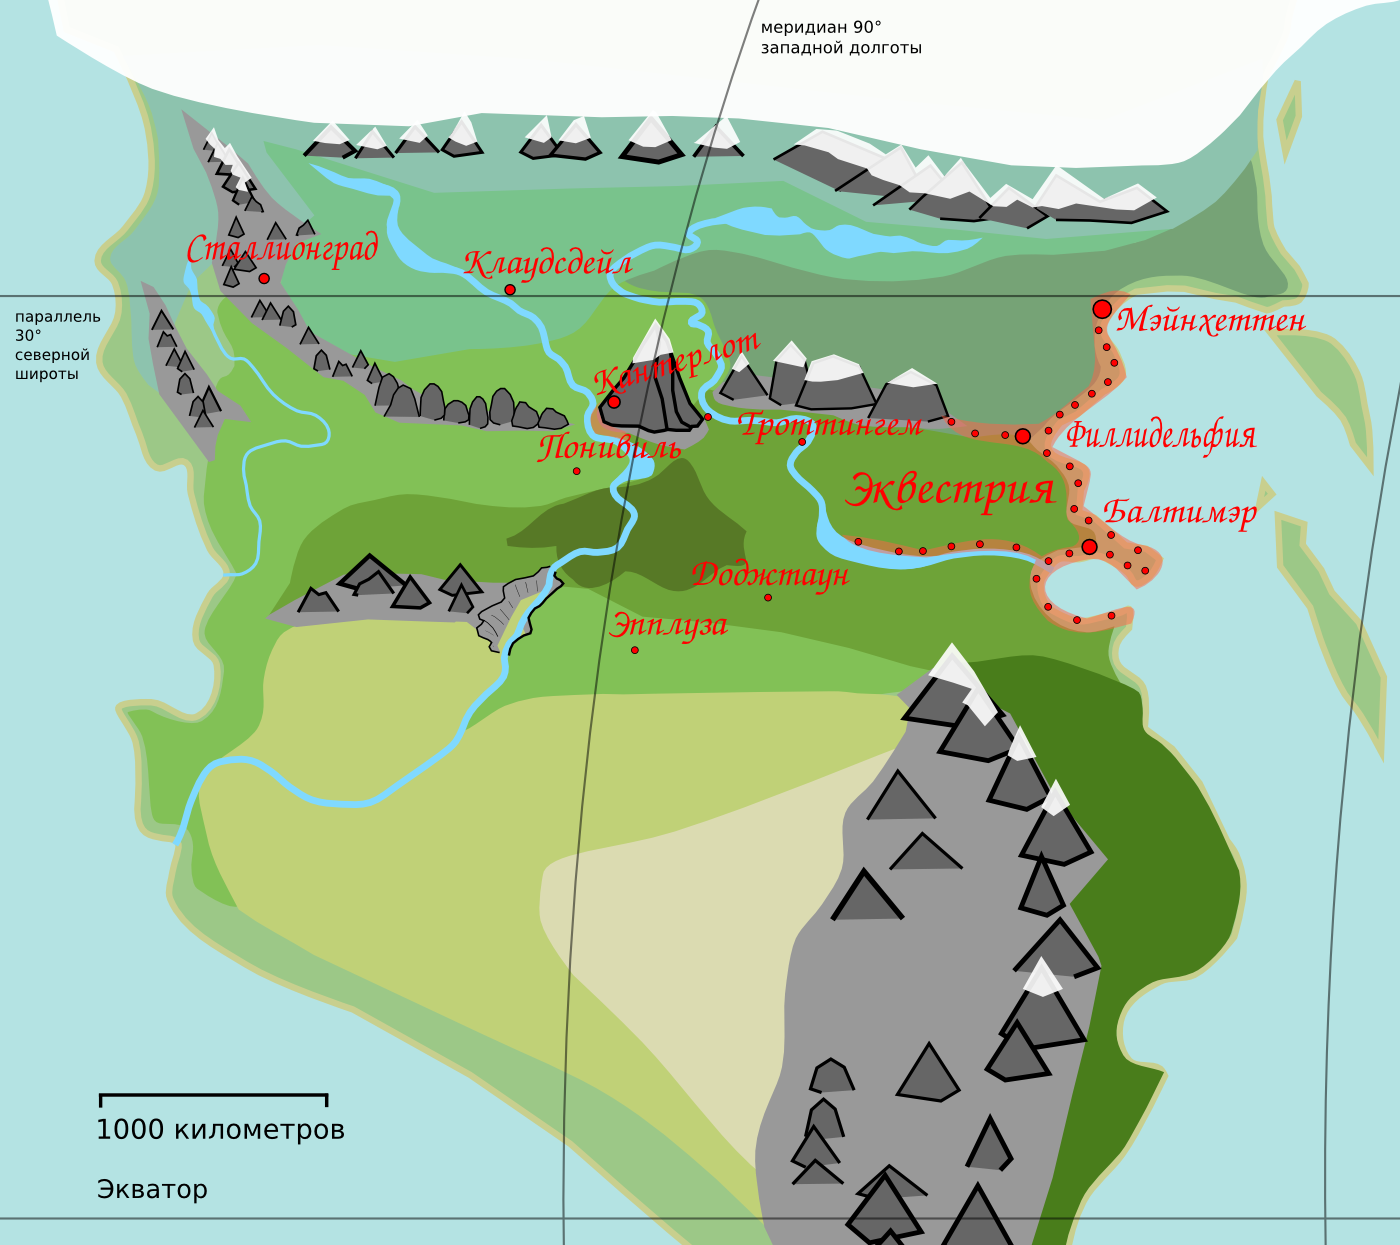 меридиан 90°
западной долготы
Сталлионград
Клаудсдейл
параллель
30°
северной
широты
Мэйнхеттен
Кантерлот
Троттингем
Филлидельфия
Понивиль
Эквестрия
Балтимэр
Доджтаун
Эпплуза
1000 километров
Экватор